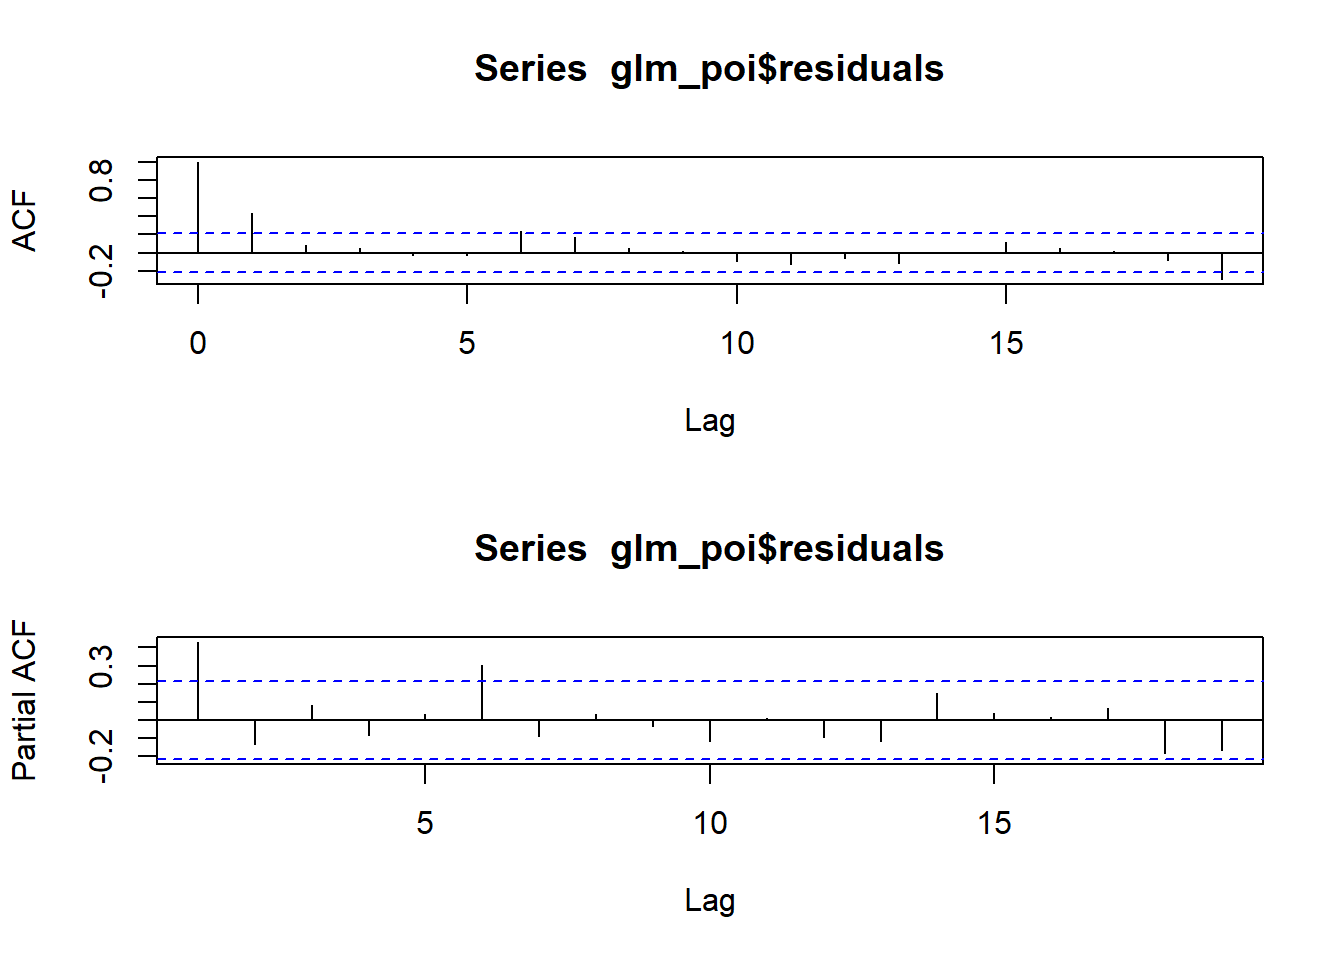 Series  glm_poi$residuals
ACF
0.8
-0.2
0 5 10 15
Lag
Series  glm_poi$residuals
Partial ACF
0.3
-0.2
5 10 15
Lag